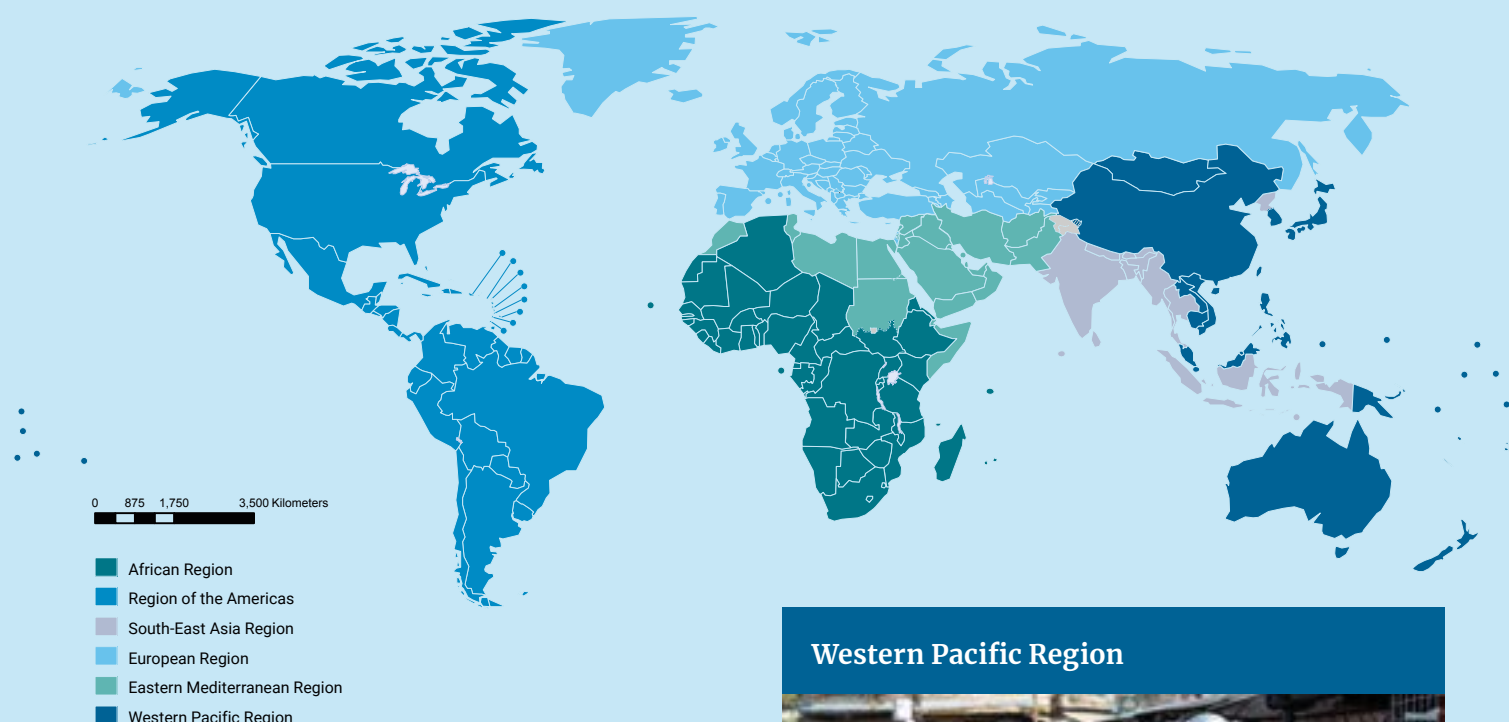 0 875 1,750 3,500 Kilometers
African Region
Region of the Americas
South-East Asia Region
European Region
Eastern Mediterranean Region
Western Pacific Region
Western Pacific Region